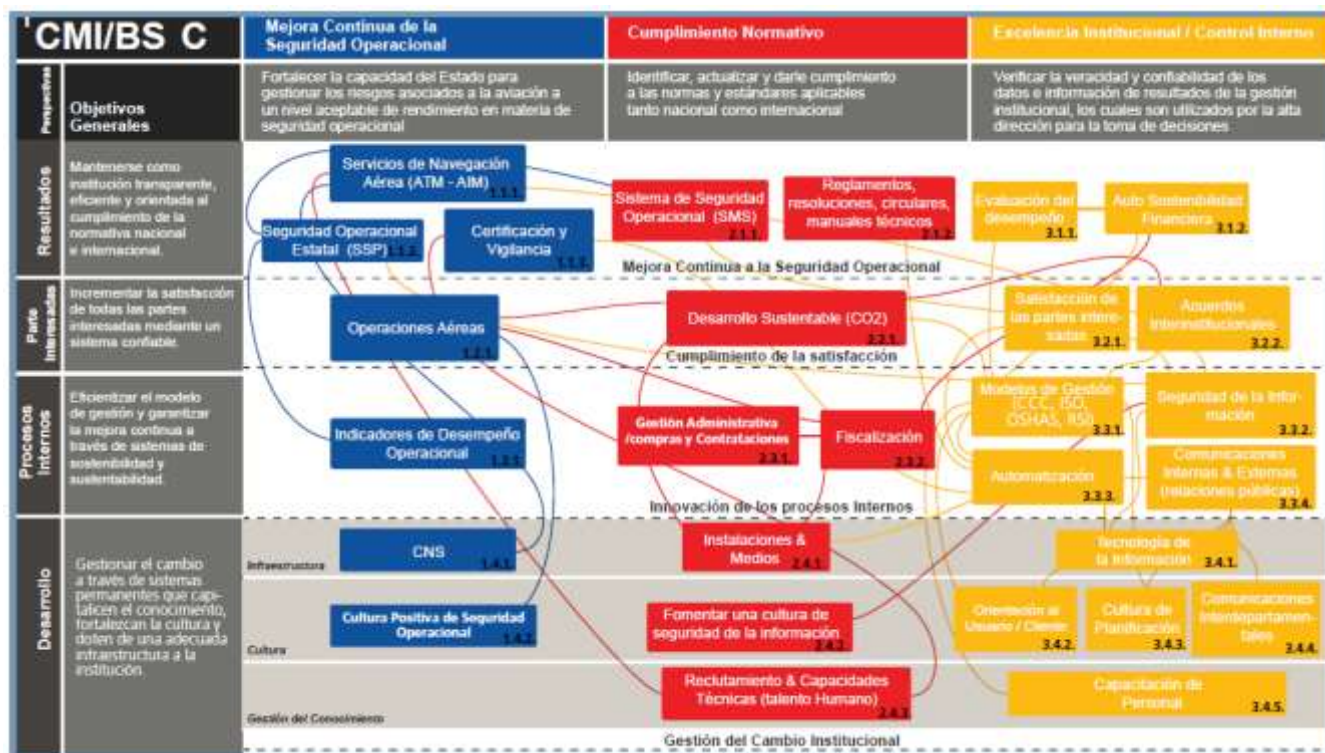 CMI/BS C
Mejora Continua de la
Seguridad Operacional
Cumplimiento Normativo
Excelencia Institucional / Control Interno
Perspectivas
Objetivos
Generales
Fortalecer la capacidad del Estado para
gestionar los riesgos asociados a la aviación a
un nivel aceptable de rendimiento en materia de
seguridad operacional
Identificar, actualizar y darle cumplimiento
a las normas y estándares aplicables
tanto nacional como internacional
Verificar la veracidad y confiabilidad de los
datos e información de resultados de la gestión
institucional, los cuales son utilizados por la alta
dirección para la toma de decisiones
Resultados
Mantenerse como
institución transparente,
eficiente y orientada al
cumplimiento de la
normativa nacional
e internacional.
Servicios de Navegación
Aérea (ATM - AIM)
1.1.1.
Seguridad Operacional
Estatal (SSP)
1.1.2.
Certificación y
Vigilancia
1.1.3.
Sistema de Seguridad
Operacional (SMS)
2.1.1.
Reglamentos,
resoluciones, circulares,
manuales técnicos
2.1.2.
Evaluación del
desempeño
3.1.1.
Auto Sostenibilidad
Financiera
3.1.2.
Mejora Continua a la Seguridad Operacional
Parte
Interesadas
Incrementar la satisfacción
de todas las partes
interesadas mediante un
sistema confiable.
Operaciones Aéreas
1.2.1.
Desarrollo Sustentable (CO2)
2.2.1.
Satisfacción de
las partes intere-
sadas
3.2.1.
Acuerdos
Interinstitucionales
3.2.2.
Cumplimiento de la satisfacción
Procesos
Internos
Eficientizar el modelo
de gestión y garantizar
la mejora continua a
través de sistemas de
sostenibilidad y
sustentabilidad.
Indicadores de Desempeño
Operacional
1.3.1.
Gestión Administrativa
/compras y Contrataciones
2.3.1.
Fiscalización
2.3.2.
Modelos de Gestión
(CCC, ISO,
OSHAS, RSI)
3.3.1.
Seguridad de la Infor-
mación
3.3.2.
Automatización
3.3.3.
Comunicaciones
Internas & Externas
(relaciones públicas)
3.3.4.
Innovación de los procesos Internos
Desarrollo
Gestionar el cambio
a través de sistemas
permanentes que capi-
talicen el conocimiento,
fortalezcan la cultura y
doten de una adecuada
infraestructura a la
institución.
Infraestructura
CNS
1.4.1.
Instalaciones &
Medios
2.4.1.
Tecnología de
la Información
3.4.1.
Cultura
Cultura Positiva de Seguridad
Operacional
1.4.2.
Fomentar una cultura de
seguridad de la información
2.4.2.
Orientación al
Usuario / Cliente
3.4.2.
Cultura de
Planificación
3.4.3.
Comunicaciones
Interdepartamen-
tales
3.4.4.
Gestión del Conocimiento
Reclutamiento & Capacidades
Técnicas (talento Humano)
2.4.3
Capacitación de
Personal
3.4.5.
Gestión del Cambio Institucional